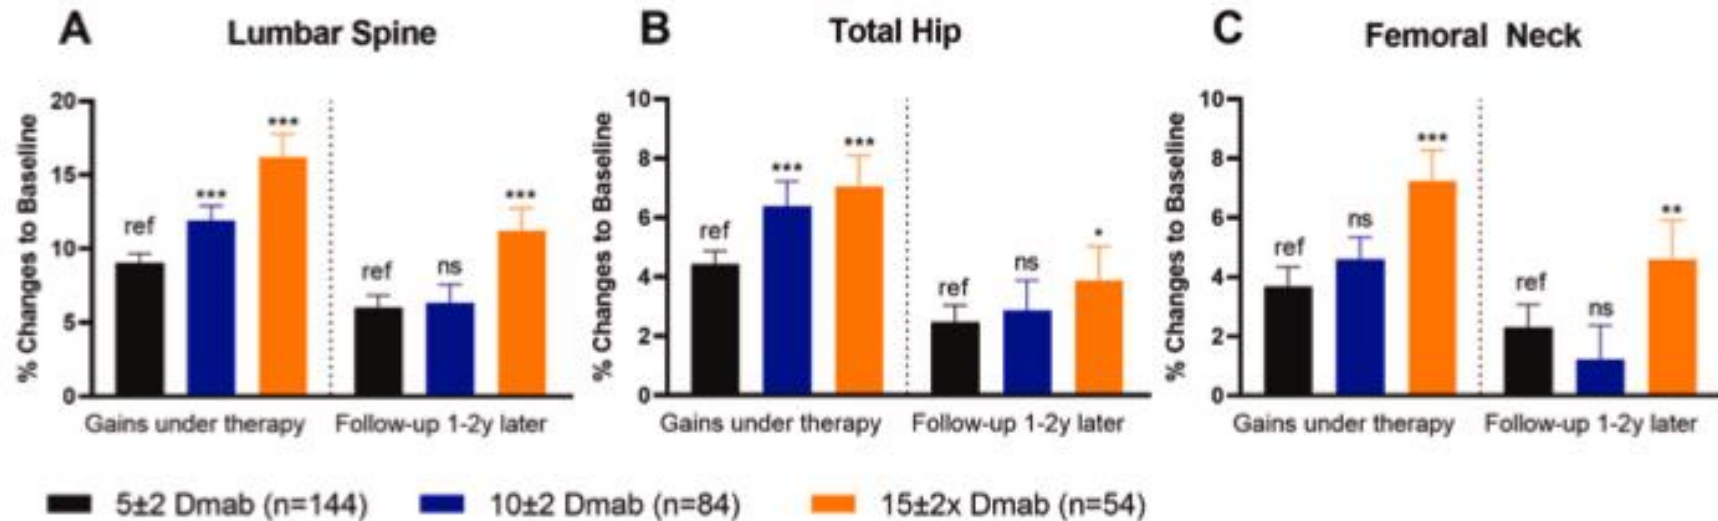 A Lumbar Spine
% Changes to Baseline
20
15
10
5
0
ref
***
***
ref
ns
***
Gains under therapy
Follow-up 1-2y later
B Total Hip
% Changes to Baseline
10
8
6
4
2
0
ref
***
***
ref
ns
*
Gains under therapy
Follow-up 1-2y later
C Femoral Neck
% Changes to Baseline
10
8
6
4
2
0
ref
ns
***
ref
ns
**
Gains under therapy
Follow-up 1-2y later
5±2 Dmab (n=144)
10±2 Dmab (n=84)
15±2x Dmab (n=54)